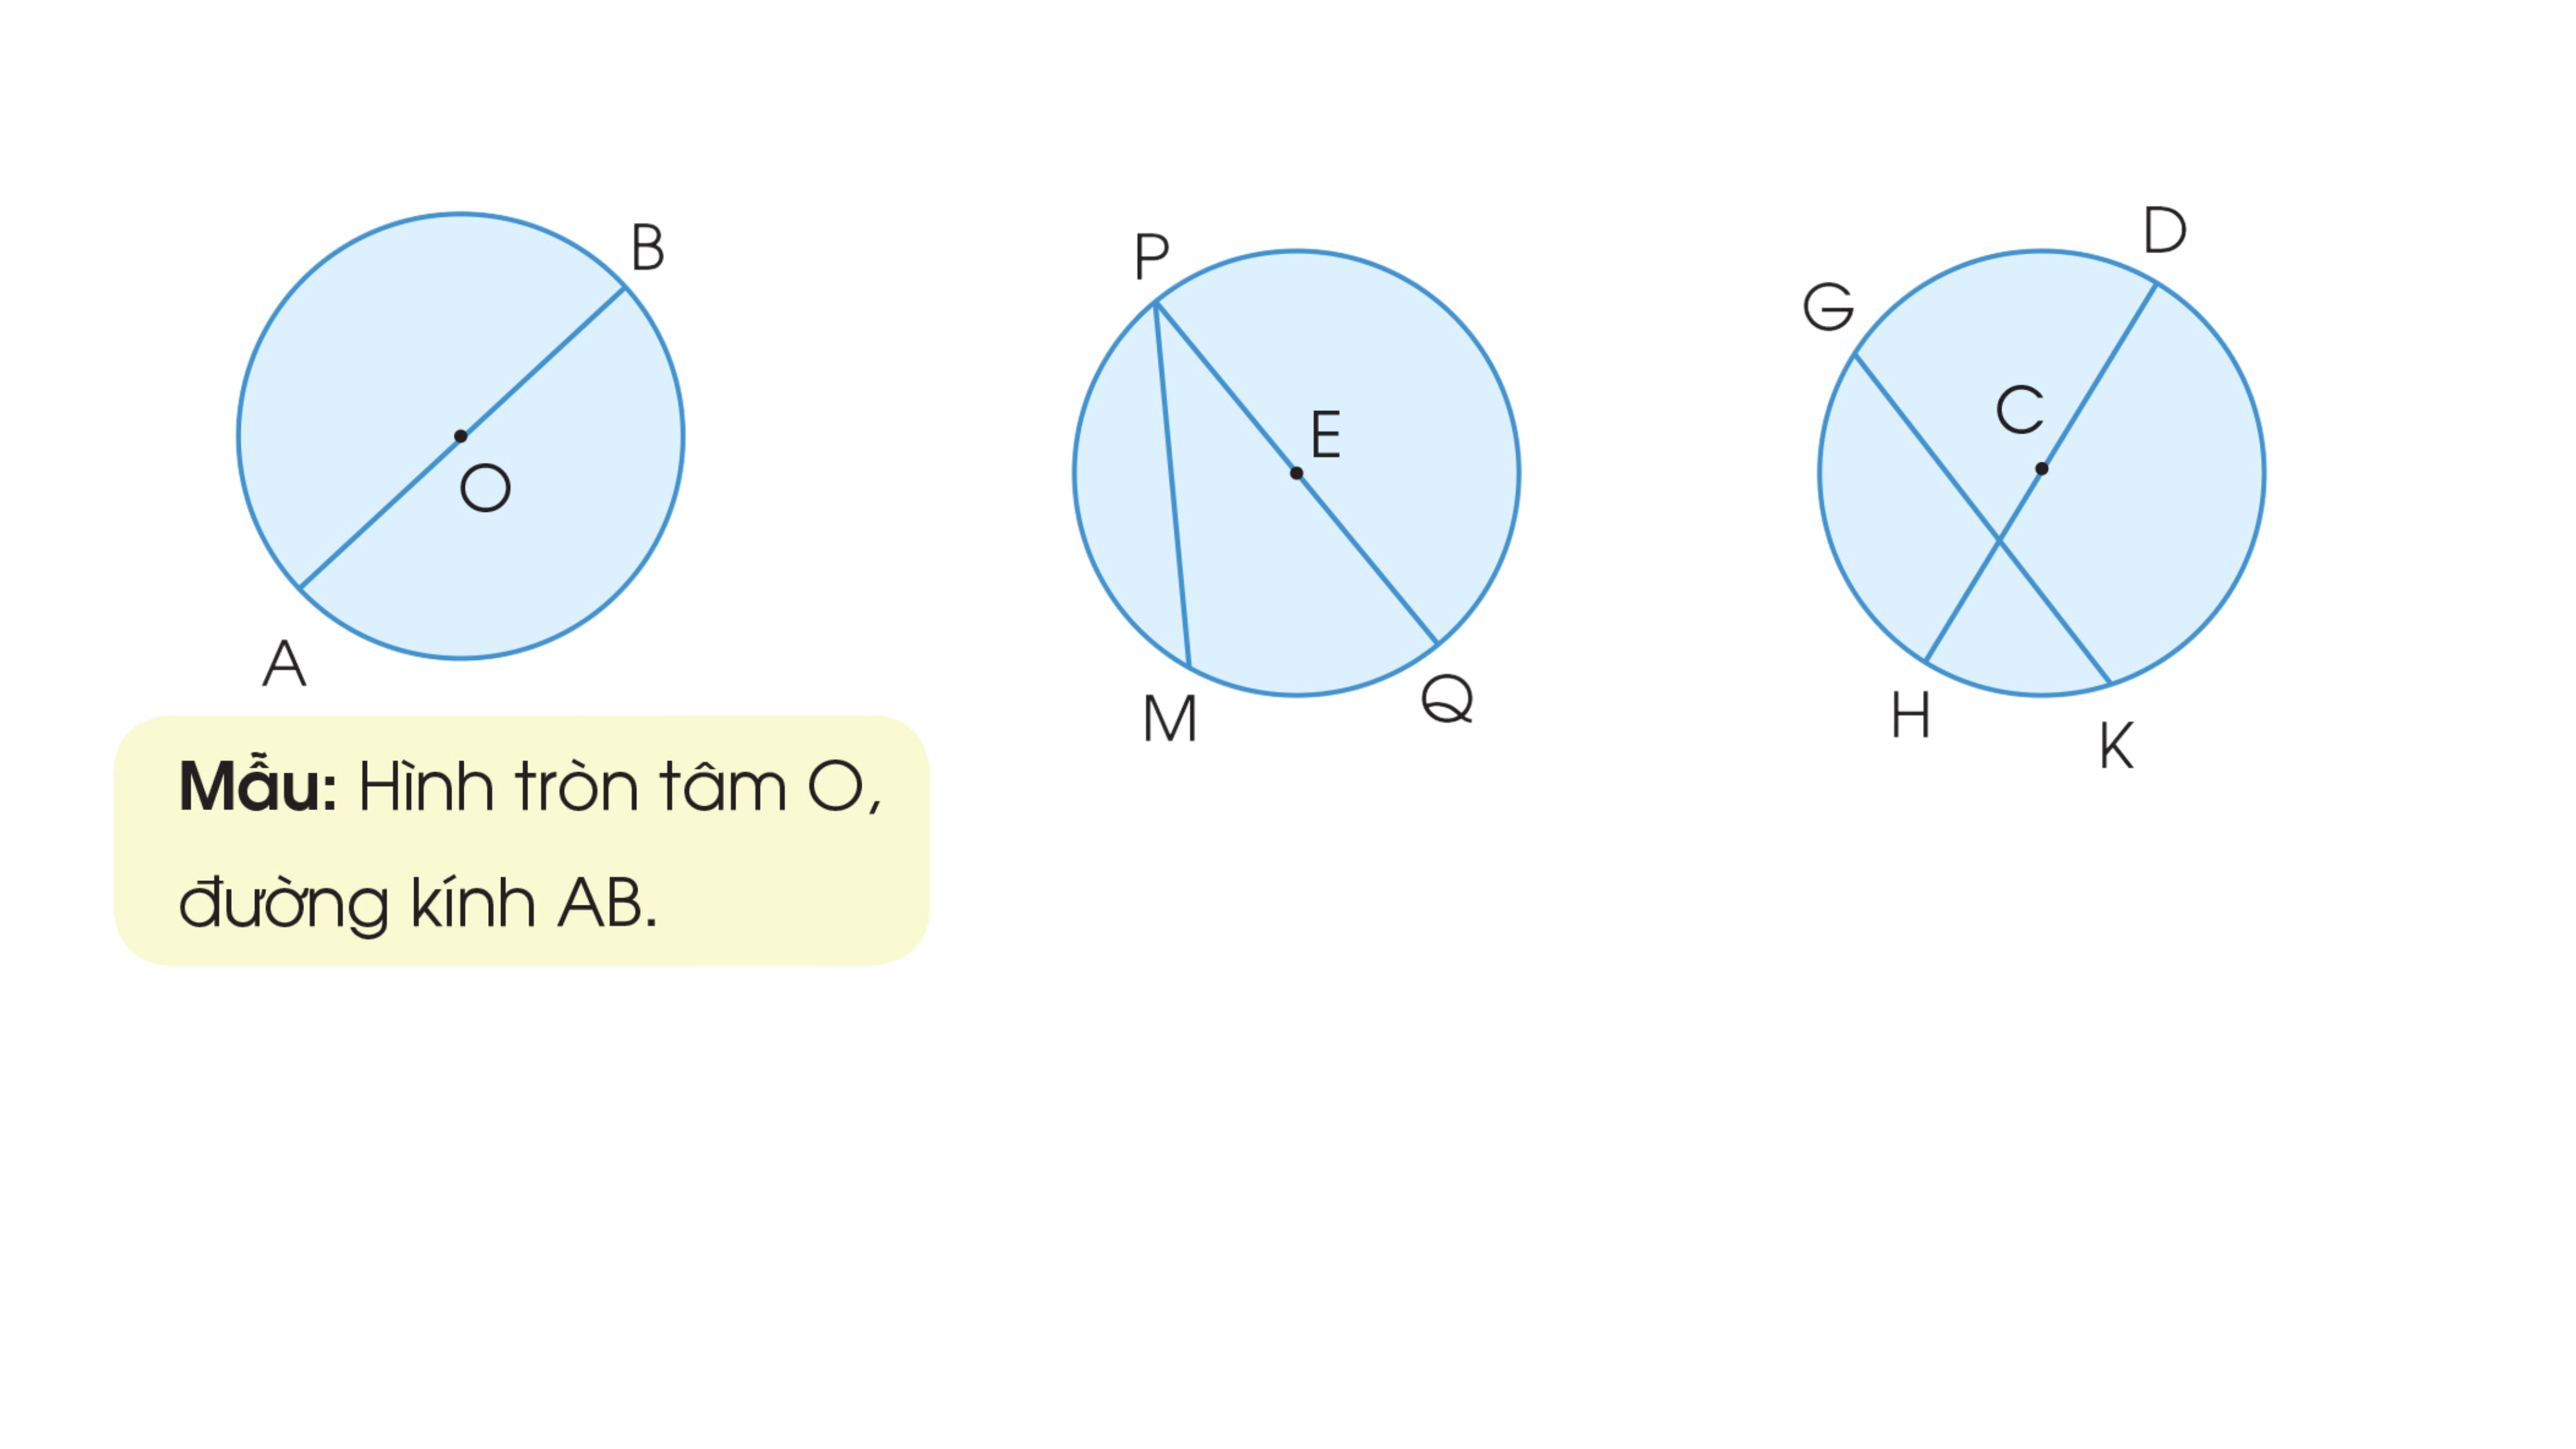 B
O
A
P
E
M
Q
D
G
C
H
K
Mẫu: Hình tròn tâm O,
đường kính AB.